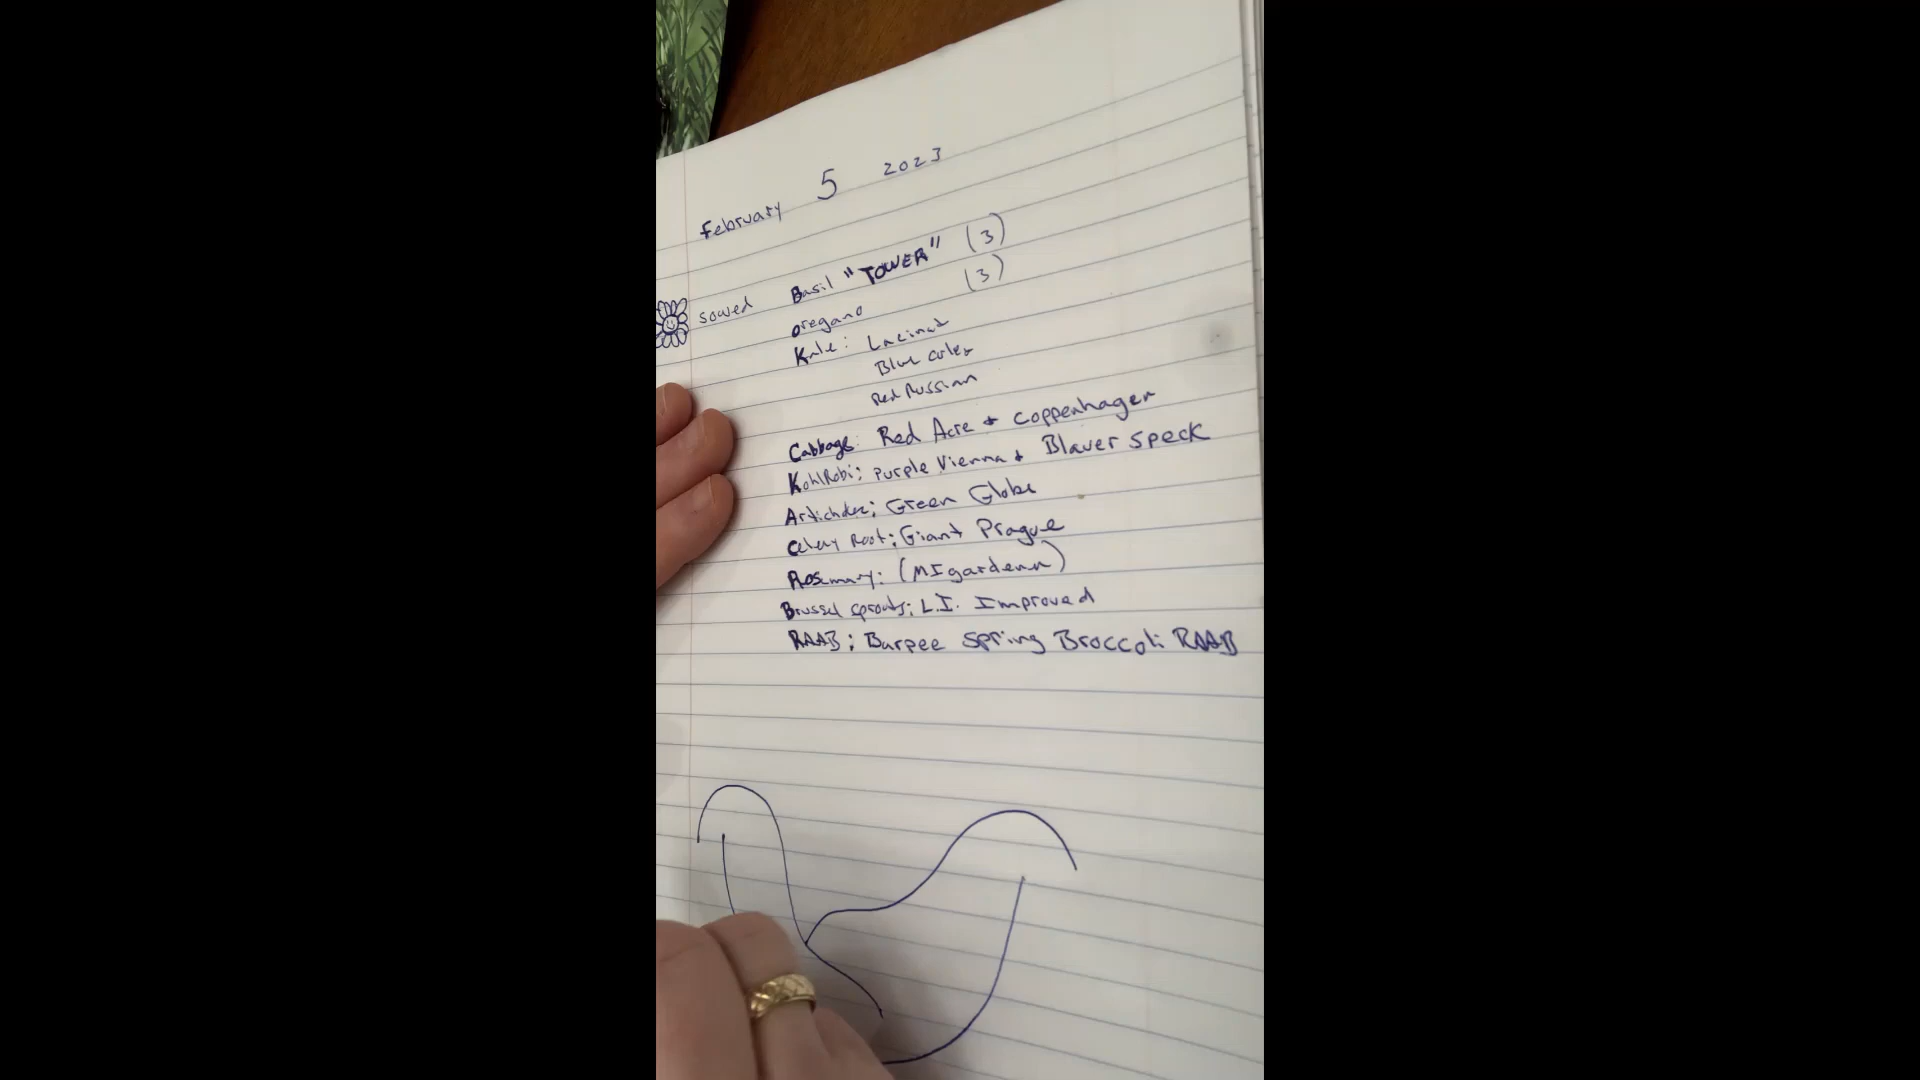 February 5 2023
sowed Basil "TOWER" (3)
oregano (3)
Kale: Lacinat
Blue Curled
Red Russian
Cabbage: Red Acre + Coppenhagen
KohlRobi; Purple Vienna + Blauer Speck
Artichoke; Green Globe
Celery Root; Giant Prague
Rosemary: (MIgardener)
Brussel sprouts; L.I. Improved
RAAB; Burpee Spring Broccoli RAAB